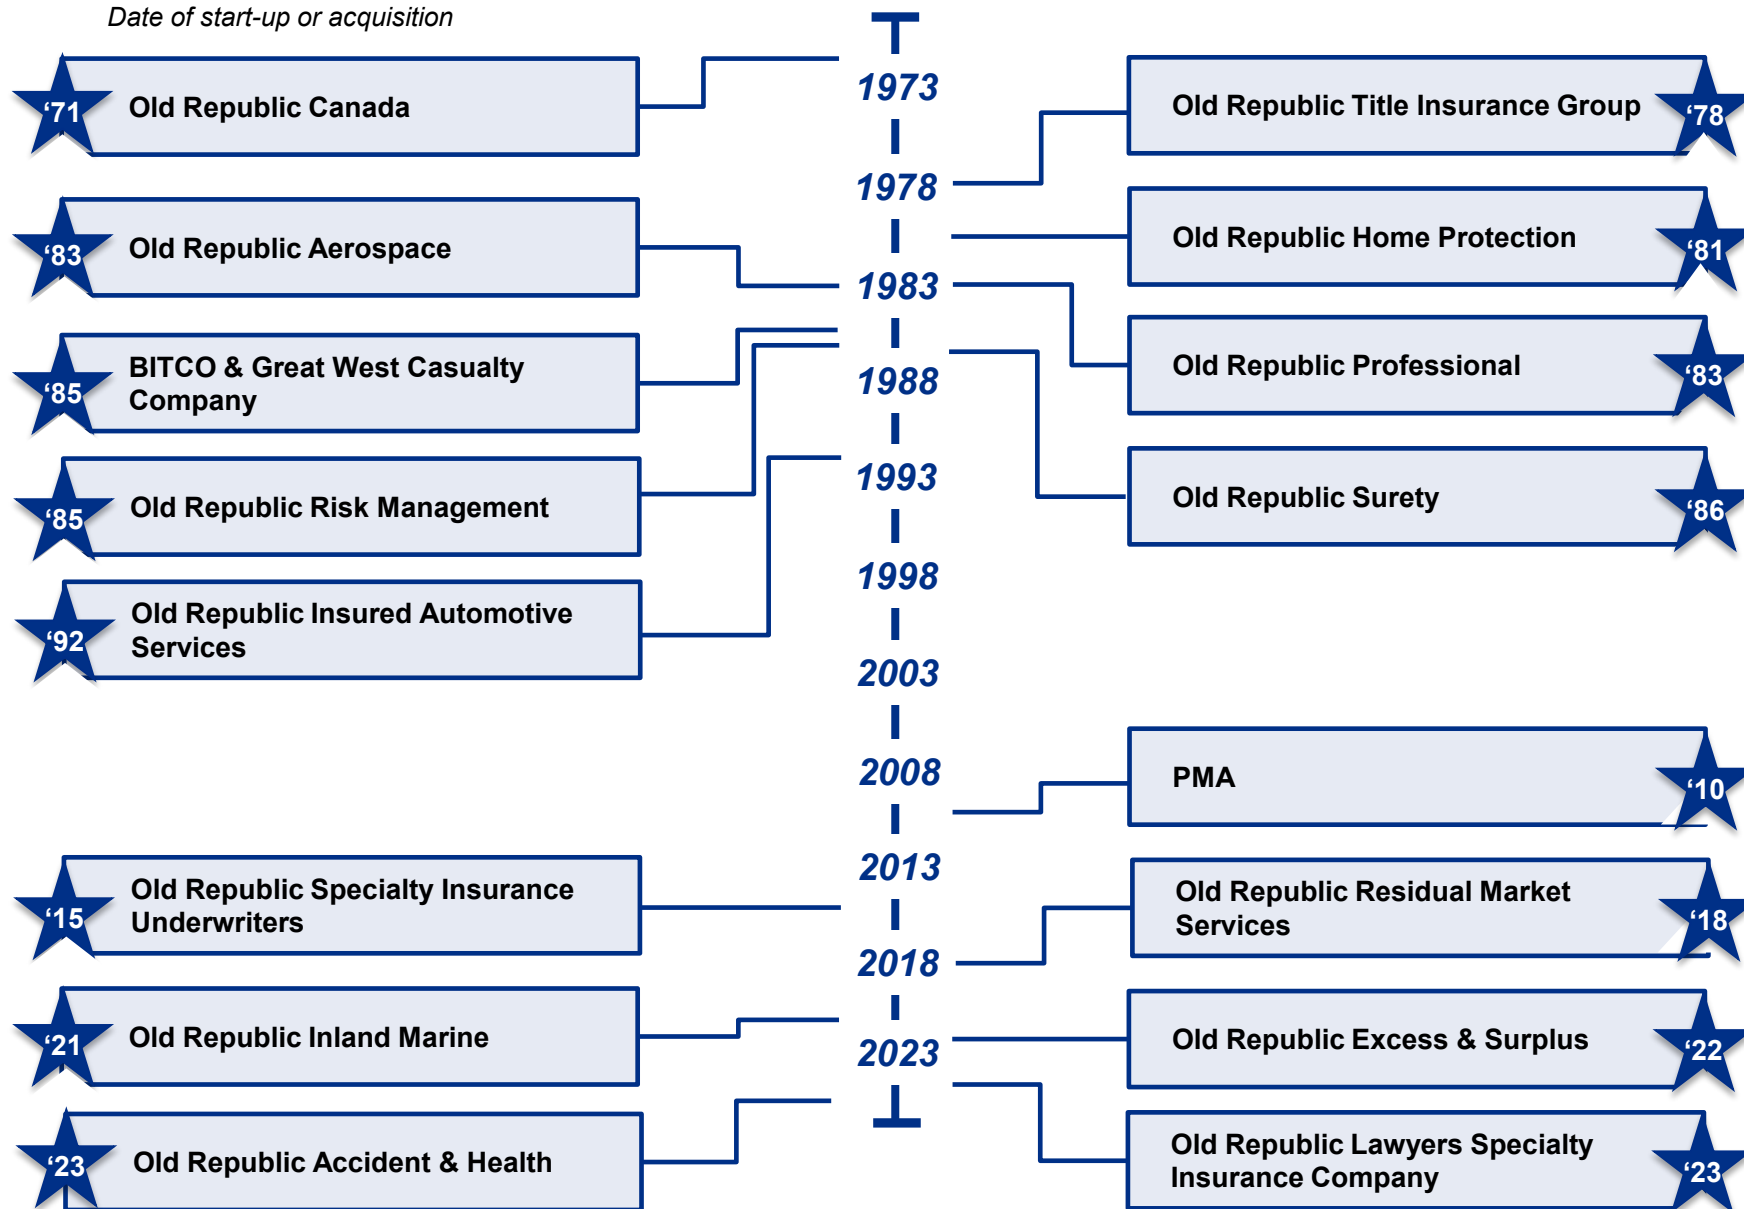 Date of start-up or acquisition
‘71
Old Republic Canada
‘83
Old Republic Aerospace
‘85
BITCO & Great West Casualty
Company
‘85
Old Republic Risk Management
‘92
Old Republic Insured Automotive
Services
‘15
Old Republic Specialty Insurance
Underwriters
‘21
Old Republic Inland Marine
‘23
Old Republic Accident & Health
1973
1978
1983
1988
1993
1998
2003
2008
2013
2018
2023
Old Republic Title Insurance Group
‘78
Old Republic Home Protection
‘81
Old Republic Professional
‘83
Old Republic Surety
‘86
PMA
‘10
Old Republic Residual Market
Services
‘18
Old Republic Excess & Surplus
‘22
Old Republic Lawyers Specialty
Insurance Company
‘23